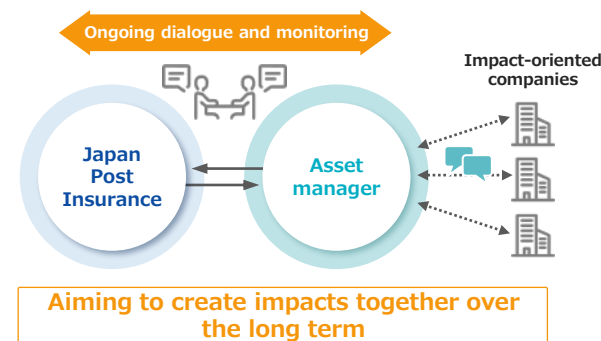 Ongoing dialogue and monitoring
Impact-oriented
companies
Japan
Post
Insurance
Asset
manager
Aiming to create impacts together over
the long term